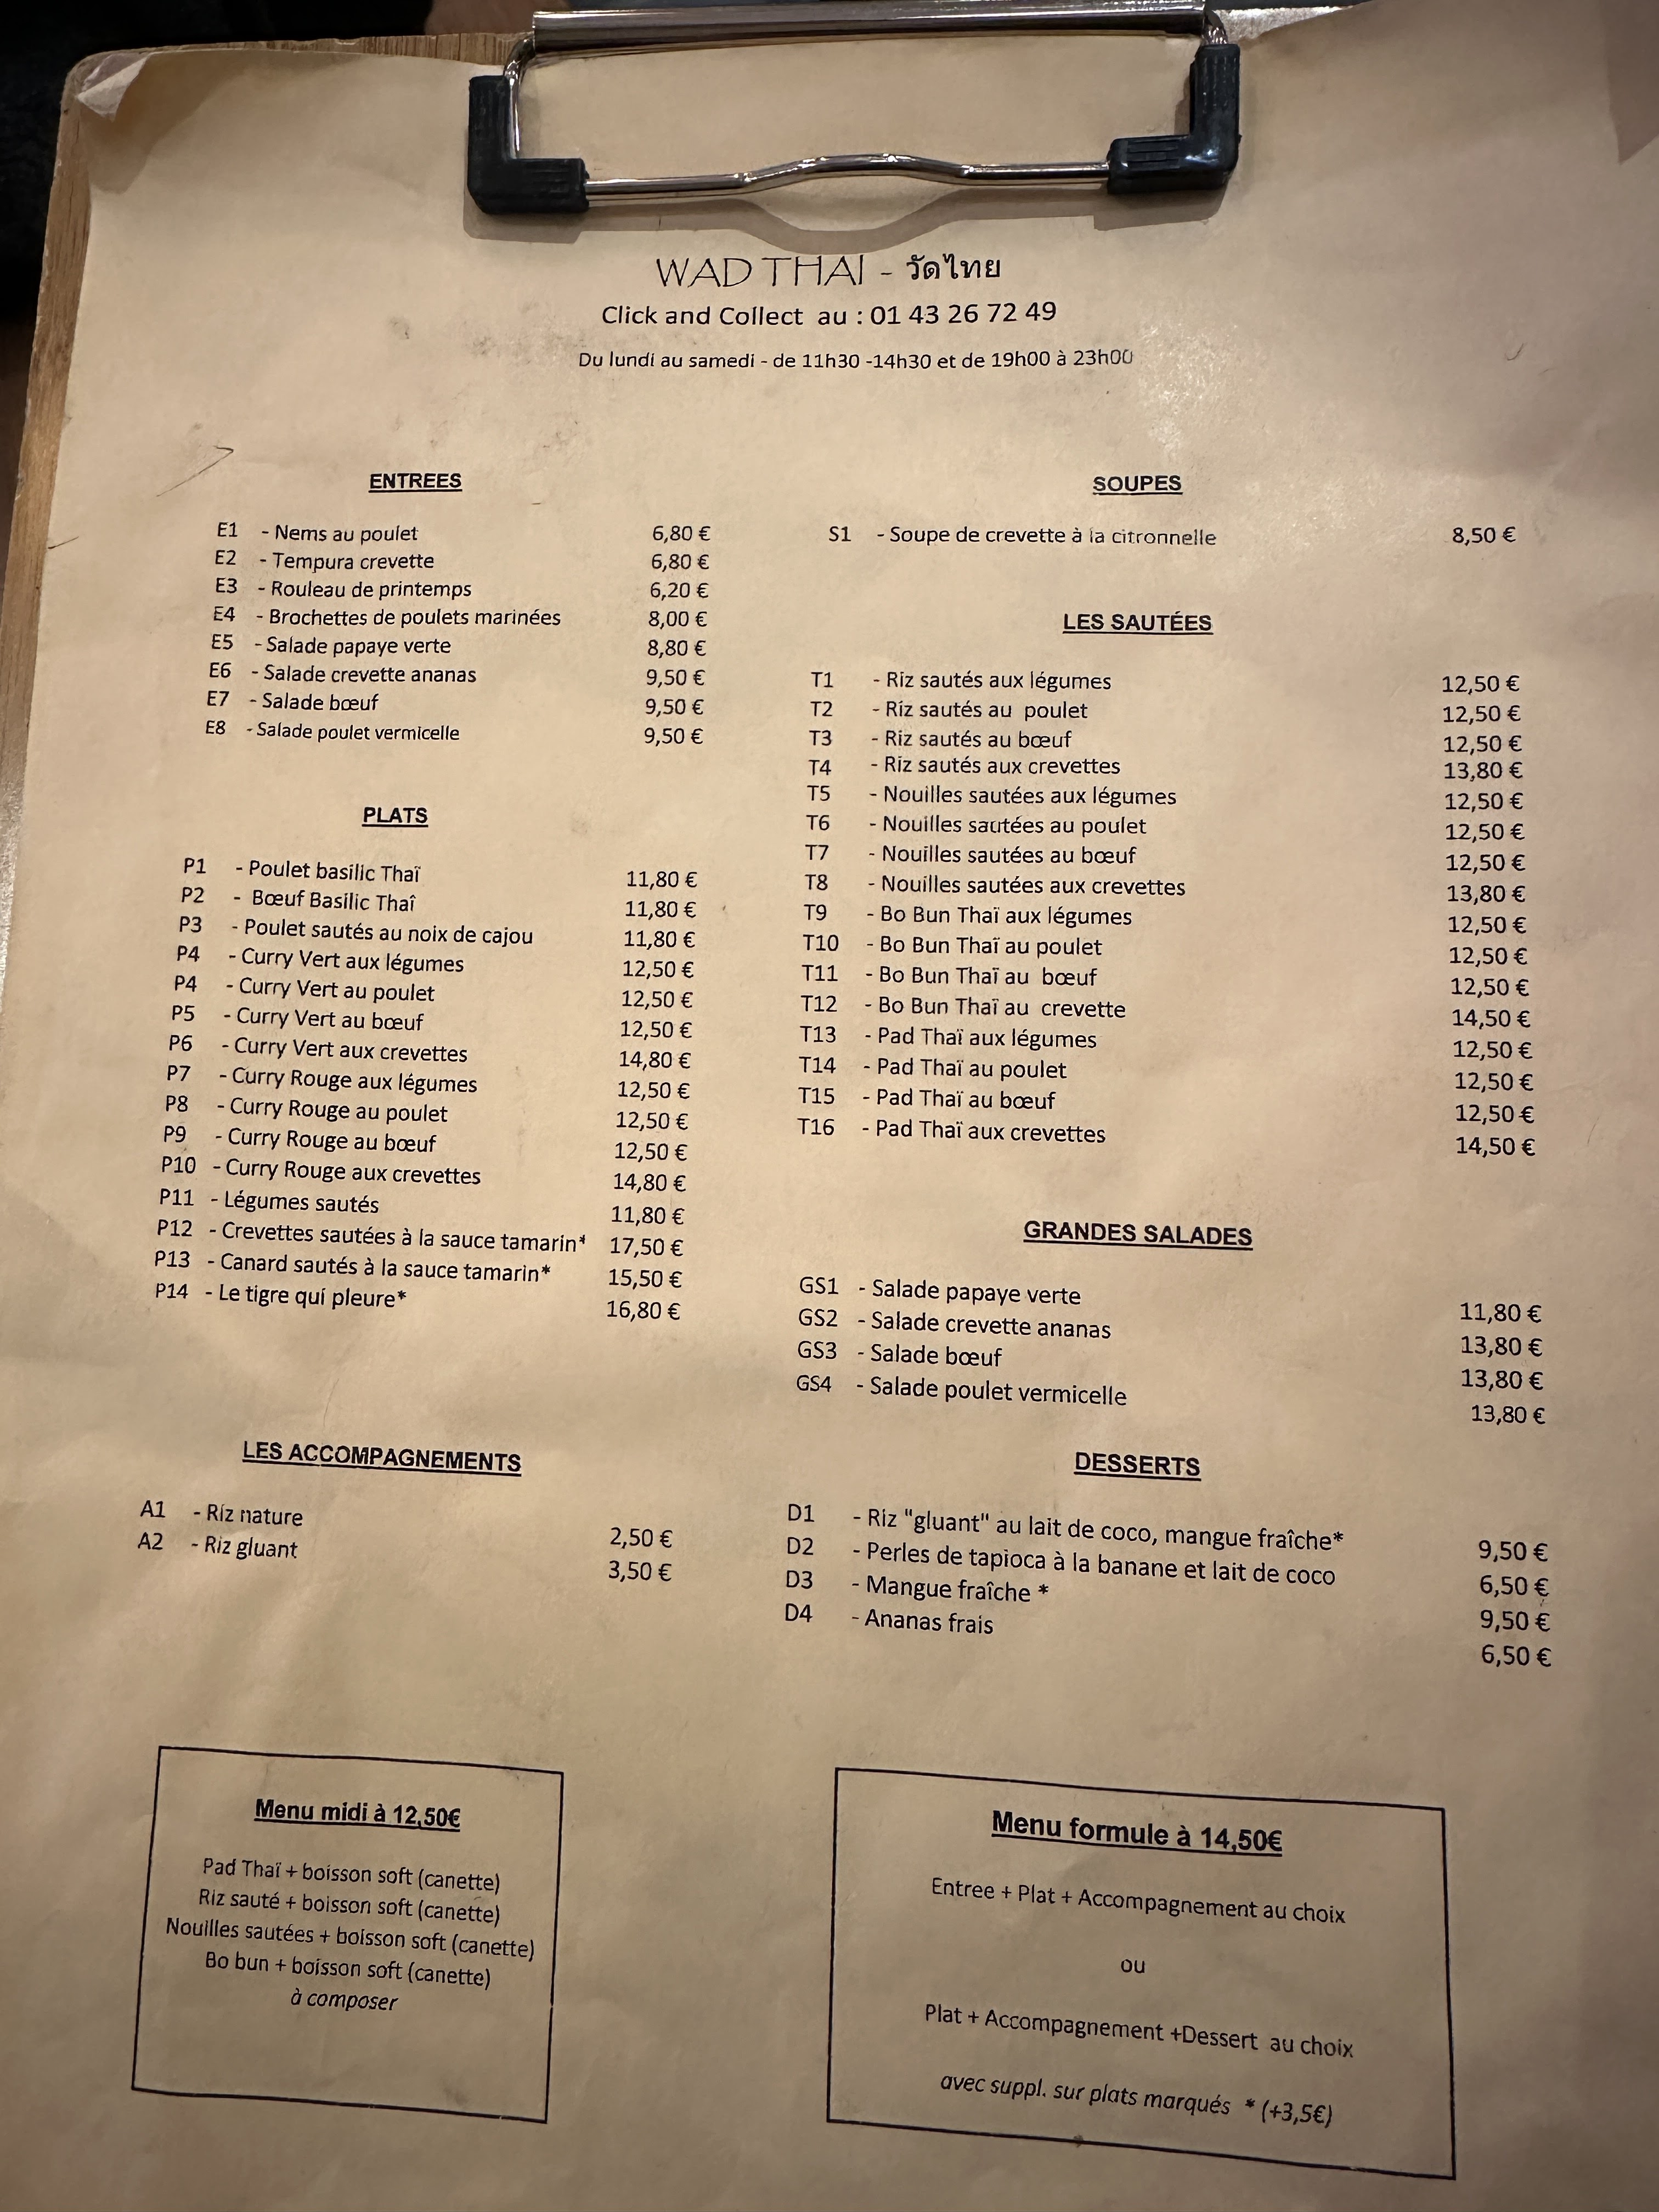 WAD THAI - วัดไทย
Click and Collect au : 01 43 26 72 49
Du lundi au samedi - de 11h30 -14h30 et de 19h00 à 23h00
ENTREES
E1 - Nems au poulet 6,80 €
E2 - Tempura crevette 6,80 €
E3 - Rouleau de printemps 6,20 €
E4 - Brochettes de poulets marinées 8,00 €
E5 - Salade papaye verte 8,80 €
E6 - Salade crevette ananas 9,50 €
E7 - Salade bœuf 9,50 €
E8 - Salade poulet vermicelle 9,50 €
PLATS
P1 - Poulet basilic Thaï 11,80 €
P2 - Bœuf Basilic Thaî 11,80 €
P3 - Poulet sautés au noix de cajou 11,80 €
P4 - Curry Vert aux légumes 12,50 €
P4 - Curry Vert au poulet 12,50 €
P5 - Curry Vert au bœuf 12,50 €
P6 - Curry Vert aux crevettes 14,80 €
P7 - Curry Rouge aux légumes 12,50 €
P8 - Curry Rouge au poulet 12,50 €
P9 - Curry Rouge au bœuf 12,50 €
P10 - Curry Rouge aux crevettes 14,80 €
P11 - Légumes sautés 11,80 €
P12 - Crevettes sautées à la sauce tamarin* 17,50 €
P13 - Canard sautés à la sauce tamarin* 15,50 €
P14 - Le tigre qui pleure* 16,80 €
LES ACCOMPAGNEMENTS
A1 - Riz nature 2,50 €
A2 - Riz gluant 3,50 €
SOUPES
S1 - Soupe de crevette à la citronnelle 8,50 €
LES SAUTÉES
T1 - Riz sautés aux légumes 12,50 €
T2 - Riz sautés au poulet 12,50 €
T3 - Riz sautés au bœuf 12,50 €
T4 - Riz sautés aux crevettes 13,80 €
T5 - Nouilles sautées aux légumes 12,50 €
T6 - Nouilles sautées au poulet 12,50 €
T7 - Nouilles sautées au bœuf 12,50 €
T8 - Nouilles sautées aux crevettes 13,80 €
T9 - Bo Bun Thaï aux légumes 12,50 €
T10 - Bo Bun Thaï au poulet 12,50 €
T11 - Bo Bun Thaï au bœuf 12,50 €
T12 - Bo Bun Thaï au crevette 14,50 €
T13 - Pad Thaï aux légumes 12,50 €
T14 - Pad Thaï au poulet 12,50 €
T15 - Pad Thaï au bœuf 12,50 €
T16 - Pad Thaï aux crevettes 14,50 €
GRANDES SALADES
GS1 - Salade papaye verte 11,80 €
GS2 - Salade crevette ananas 13,80 €
GS3 - Salade bœuf 13,80 €
GS4 - Salade poulet vermicelle 13,80 €
DESSERTS
D1 - Riz "gluant" au lait de coco, mangue fraîche* 9,50 €
D2 - Perles de tapioca à la banane et lait de coco 6,50 €
D3 - Mangue fraîche * 9,50 €
D4 - Ananas frais 6,50 €
Menu midi à 12,50€
Pad Thaï + boisson soft (canette)
Riz sauté + boisson soft (canette)
Nouilles sautées + boisson soft (canette)
Bo bun + boisson soft (canette)
à composer
Menu formule à 14,50€
Entree + Plat + Accompagnement au choix
ou
Plat + Accompagnement +Dessert au choix
avec suppl. sur plats marqués * (+3,5€)